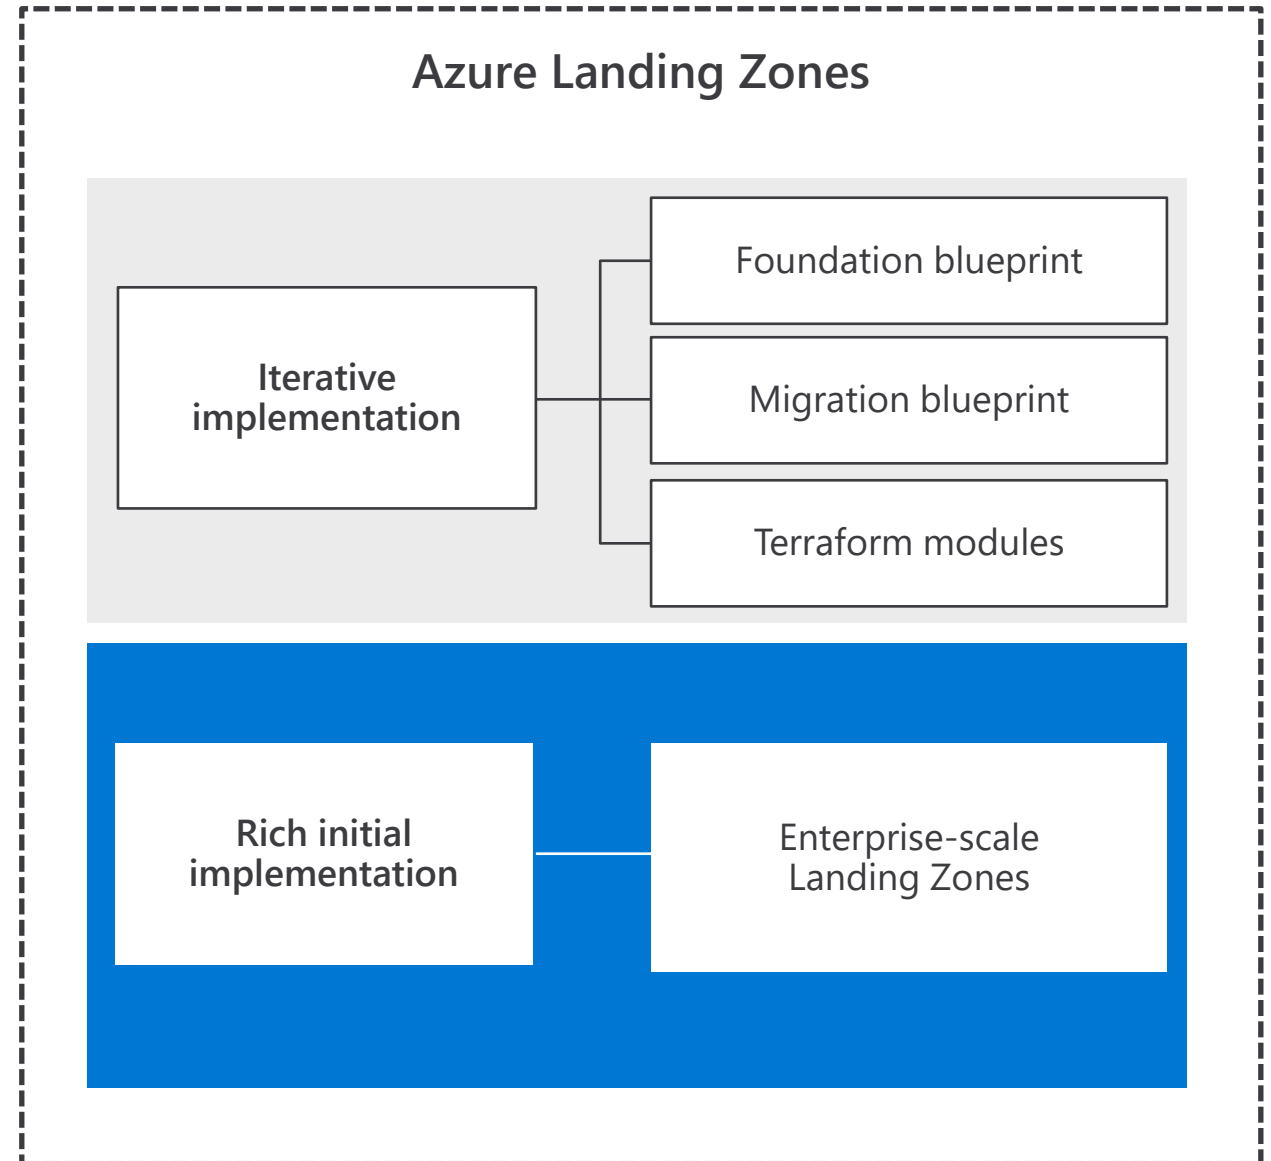 Azure Landing Zones
Iterative
implementation
Foundation blueprint
Migration blueprint
Terraform modules
Rich initial
implementation
Enterprise-scale
Landing Zones